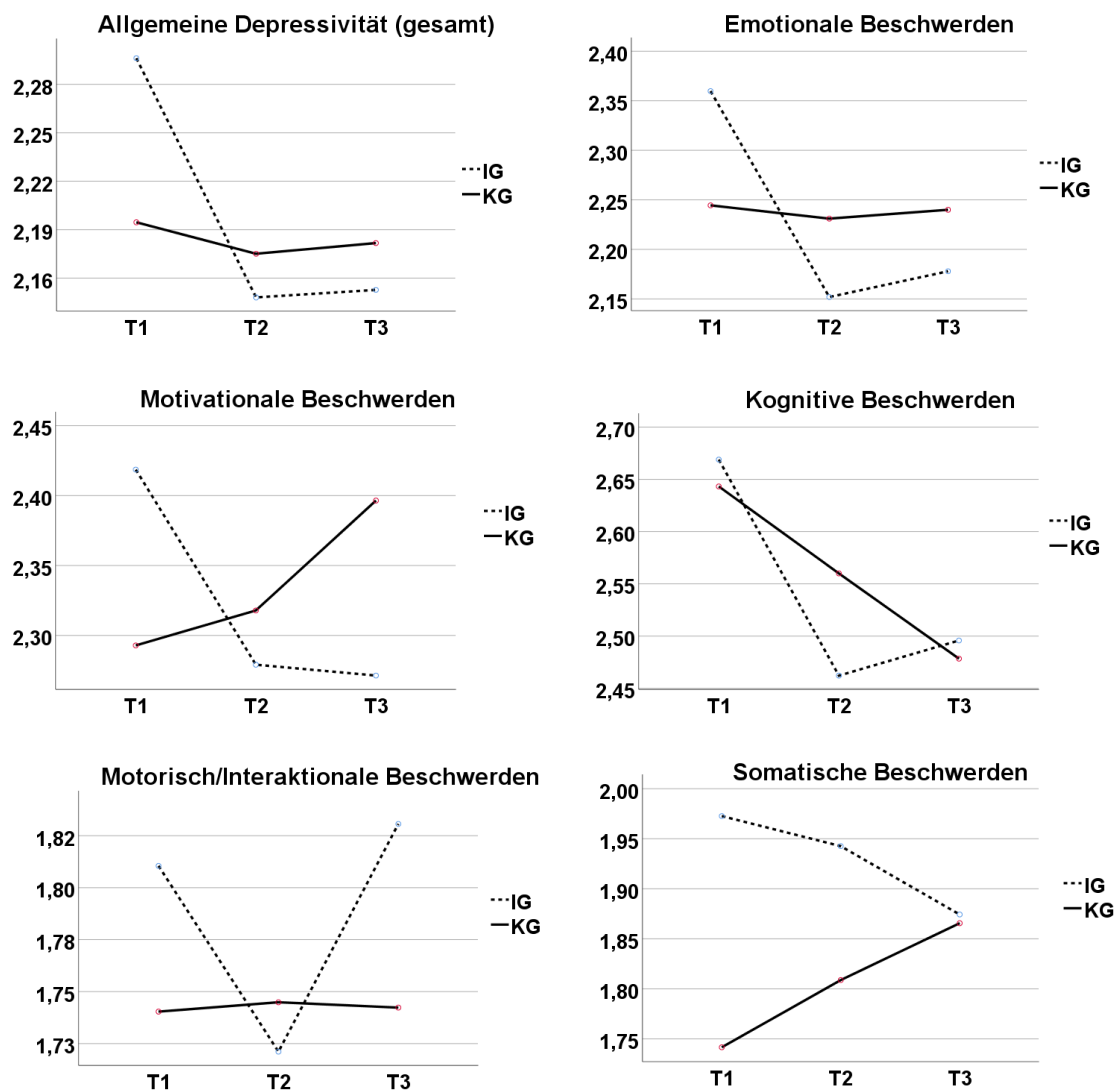 Allgemeine Depressivität (gesamt)
2,28
2,25
2,22
2,19
2,16
T1 T2 T3
IG
KG
Emotionale Beschwerden
2,40
2,35
2,30
2,25
2,20
2,15
T1 T2 T3
IG
KG
Motivationale Beschwerden
2,45
2,40
2,35
2,30
T1 T2 T3
IG
KG
Kognitive Beschwerden
2,70
2,65
2,60
2,55
2,50
2,45
T1 T2 T3
IG
KG
Motorisch/Interaktionale Beschwerden
1,82
1,80
1,78
1,75
1,73
T1 T2 T3
IG
KG
Somatische Beschwerden
2,00
1,95
1,90
1,85
1,80
1,75
T1 T2 T3
IG
KG